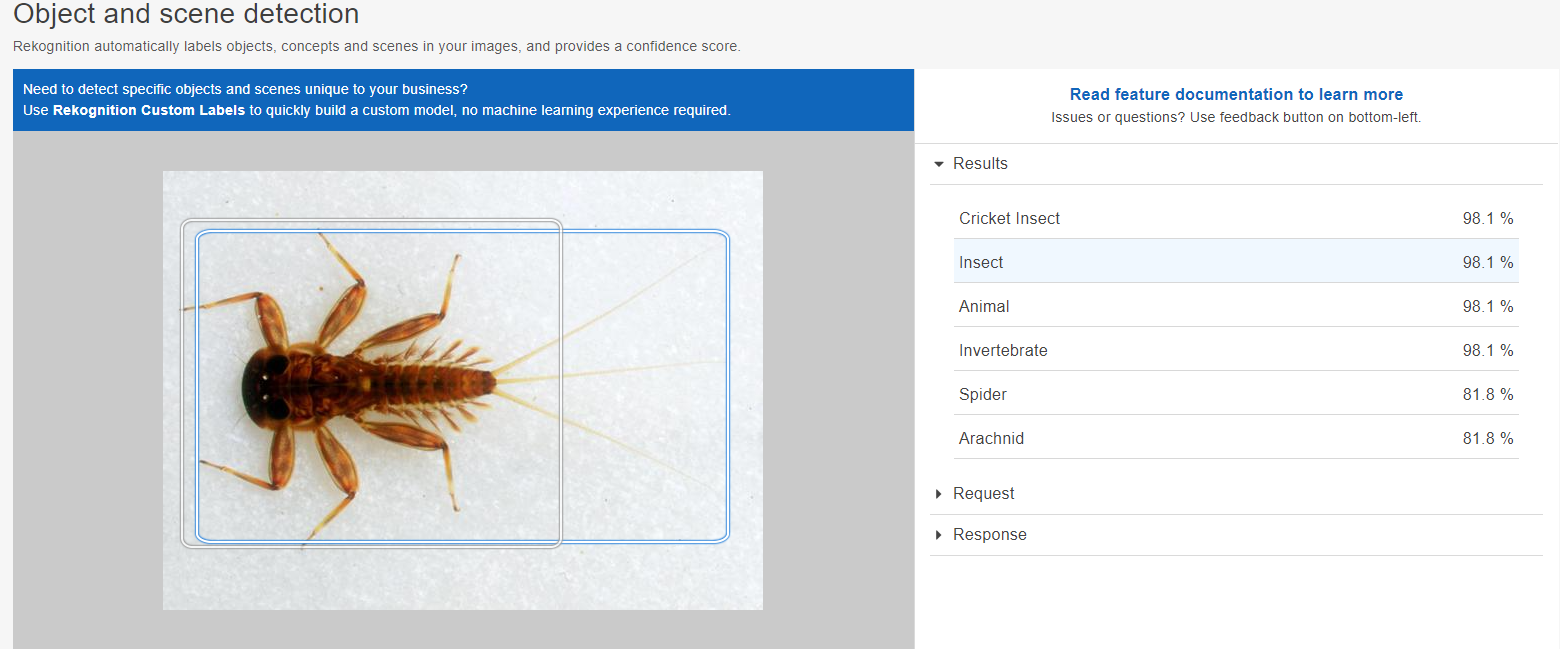 Object and scene detection
Rekognition automatically labels objects, concepts and scenes in your images, and provides a confidence score.
Need to detect specific objects and scenes unique to your business?
Use Rekognition Custom Labels to quickly build a custom model, no machine learning experience required.
Read feature documentation to learn more
Issues or questions? Use feedback button on bottom-left.
Results
Cricket Insect 98.1 %
Insect 98.1 %
Animal 98.1 %
Invertebrate 98.1 %
Spider 81.8 %
Arachnid 81.8 %
Request
Response